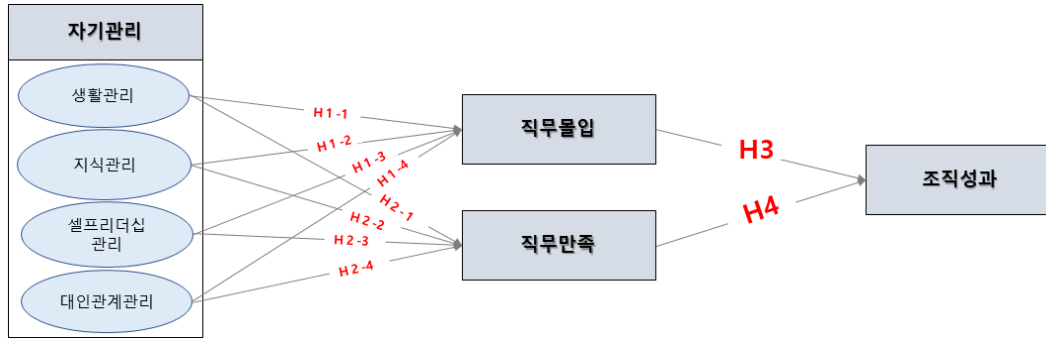 자기관리
생활관리
지식관리
셀프리더십
관리
대인관계관리
H1-1
H1-2
H1-3
H1-4
H2-1
H2-2
H2-3
H2-4
직무몰입
직무만족
H3
H4
조직성과